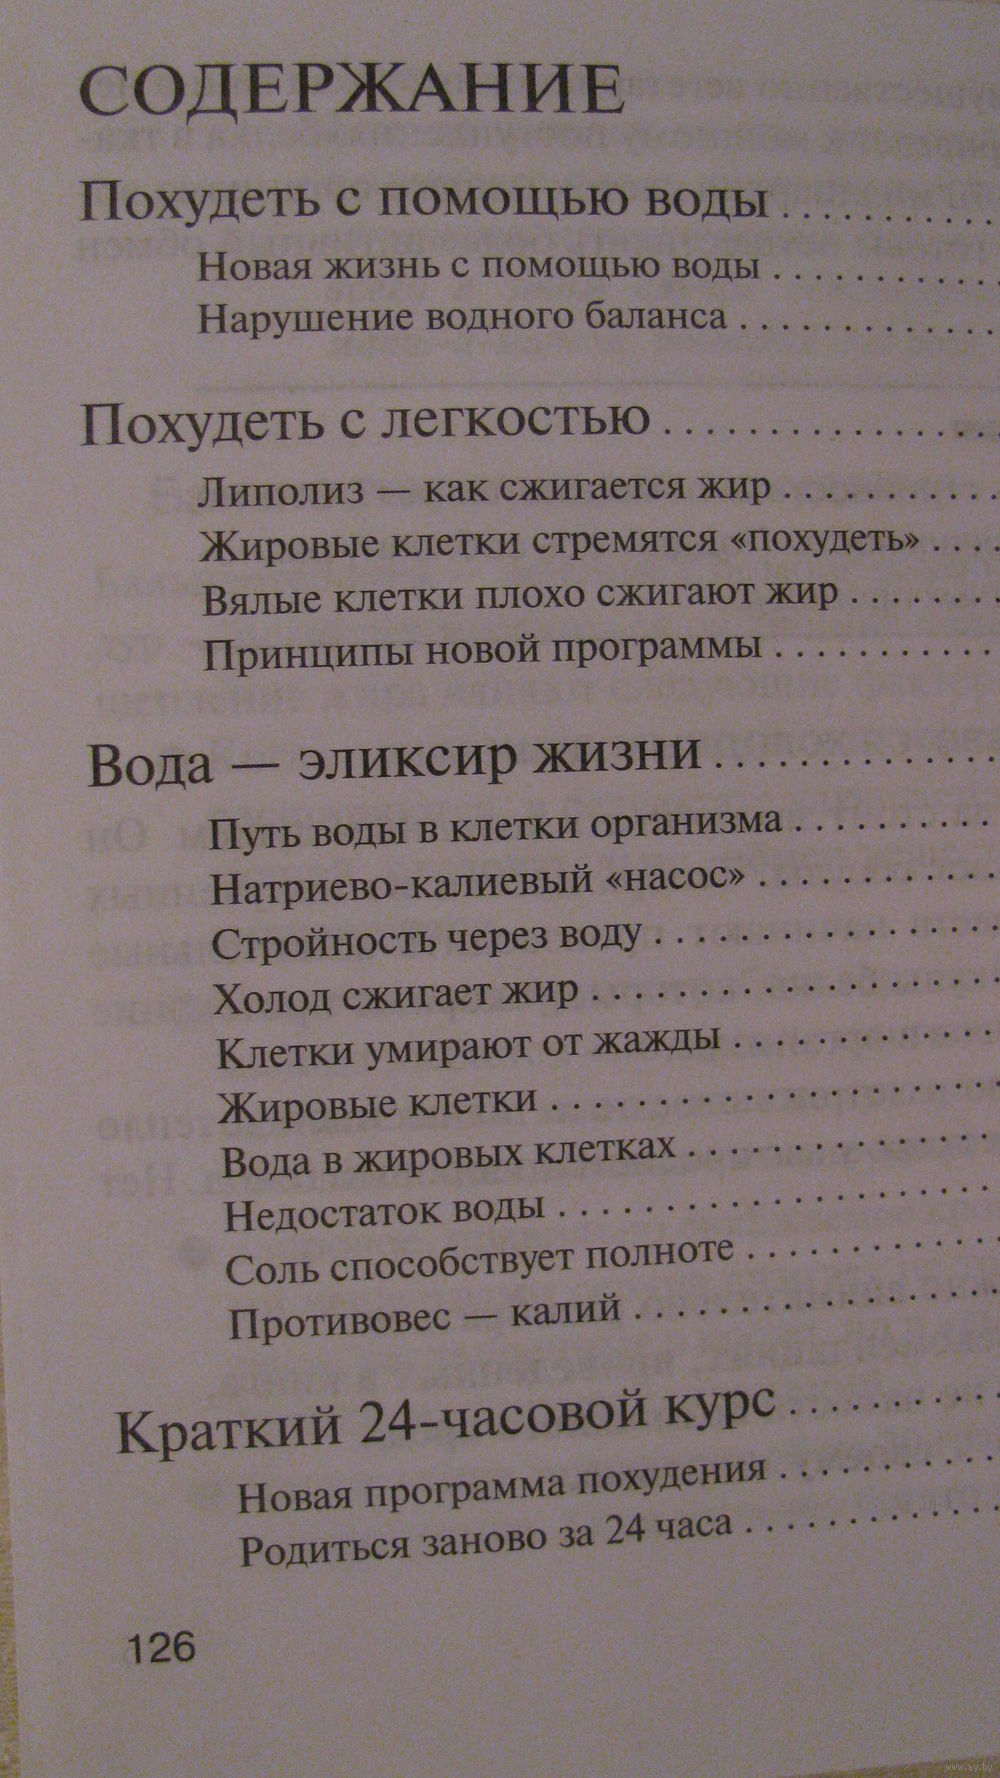 СОДЕРЖАНИЕ
Похудеть с помощью воды . . . . . . . . . . .
Новая жизнь с помощью воды . . . . . . . . . . .
Нарушение водного баланса . . . . . . . . . . . . .
Похудеть с легкостью . . . . . . . . . . . . . . . . .
Липолиз — как сжигается жир . . . . . . . . . . .
Жировые клетки стремятся «похудеть» . . . .
Вялые клетки плохо сжигают жир . . . . . . . .
Принципы новой программы . . . . . . . . . . . .
Вода — эликсир жизни . . . . . . . . . . . . . .
Путь воды в клетки организма . . . . . . . . . .
Натриево-калиевый «насос» . . . . . . . . . . . .
Стройность через воду . . . . . . . . . . . . . . . . .
Холод сжигает жир . . . . . . . . . . . . . . . . . . .
Клетки умирают от жажды . . . . . . . . . . . . .
Жировые клетки . . . . . . . . . . . . . . . . . . . . .
Вода в жировых клетках . . . . . . . . . . . . . . .
Недостаток воды . . . . . . . . . . . . . . . . . . . . .
Соль способствует полноте . . . . . . . . . . . . .
Противовес — калий . . . . . . . . . . . . . . . . . .
Краткий 24-часовой курс . . . . . . . . . . .
Новая программа похудения . . . . . . . . . . .
Родиться заново за 24 часа . . . . . . . . . . . . .
126
www.ay.by